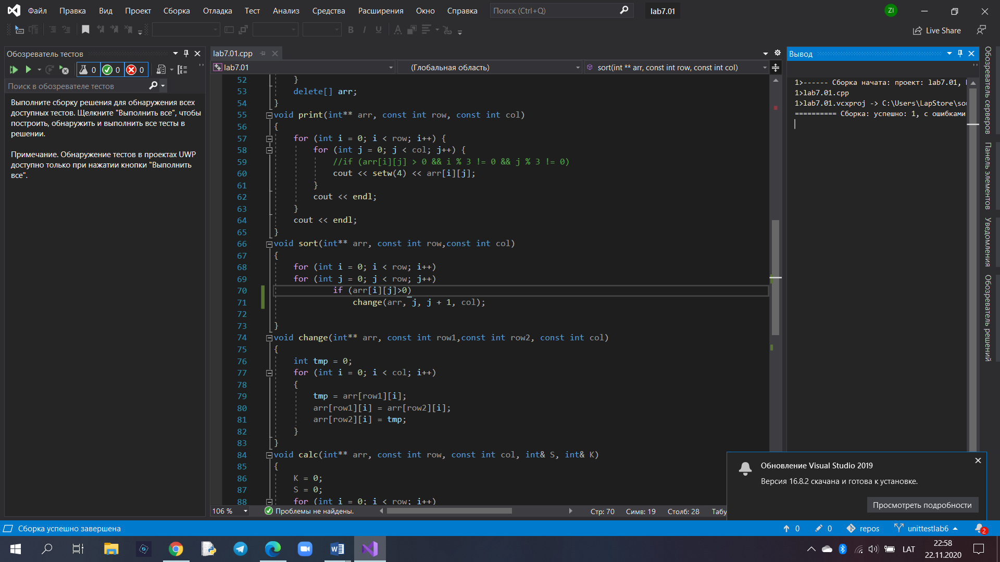 Файл Правка Вид Проект Сборка Отладка Тест Анализ Средства Расширения Окно Справка Поиск (Ctrl+Q) lab7.01 ZI
B I U A Live Share
Обозреватель тестов
0 0 0
Поиск в обозревателе тестов
Выполните сборку решения для обнаружения всех
доступных тестов. Щелкните "Выполнить все", чтобы
построить, обнаружить и выполнить все тесты в
решении.
Примечание. Обнаружение тестов в проектах UWP
доступно только при нажатии кнопки "Выполнить
все".
lab7.01.cpp
lab7.01 (Глобальная область) sort(int ** arr, const int row, const int col)
52 }
53 delete[] arr;
54 }
55 void print(int** arr, const int row, const int col)
56 {
57 for (int i = 0; i < row; i++) {
58 for (int j = 0; j < col; j++) {
59 //if (arr[i][j] > 0 && i % 3 != 0 && j % 3 != 0)
60 cout << setw(4) << arr[i][j];
61 }
62 cout << endl;
63 }
64 cout << endl;
65 }
66 void sort(int** arr, const int row,const int col)
67 {
68 for (int i = 0; i < row; i++)
69 for (int j = 0; j < row; j++)
70 if (arr[i][j]>0)
71 change(arr, j, j + 1, col);
72
73 }
74 void change(int** arr, const int row1,const int row2, const int col)
75 {
76 int tmp = 0;
77 for (int i = 0; i < col; i++)
78 {
79 tmp = arr[row1][i];
80 arr[row1][i] = arr[row2][i];
81 arr[row2][i] = tmp;
82 }
83 }
84 void calc(int** arr, const int row, const int col, int& S, int& K)
85 {
86 K = 0;
87 S = 0;
88 for (int i = 0; i < row; i++)
106 % Проблемы не найдены. Стр: 70 Симв: 19 Столб: 28 Табу
Вывод
1>------ Сборка начата: проект: lab7.01,
1>lab7.01.cpp
1>lab7.01.vcxproj -> C:\Users\LapStore\sou
========== Сборка: успешно: 1, с ошибками
Обозреватель серверов
Панель элементов
Уведомления
Обозреватель решений
Обновление Visual Studio 2019
Версия 16.8.2 скачана и готова к установке.
Просмотреть подробности
Сборка успешно завершена 0 0 repos unittestlab6 2
LAT 22:58
22.11.2020